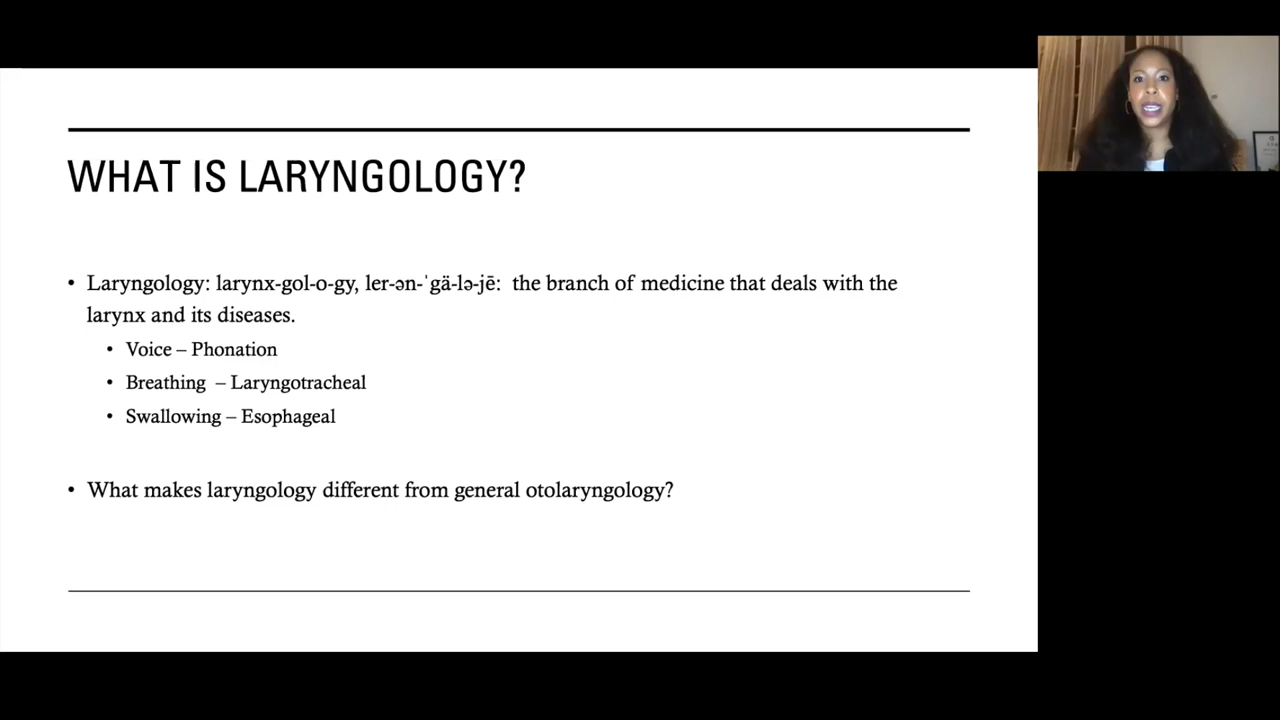 WHAT IS LARYNGOLOGY?
• Laryngology: larynx-gol-o-gy, ler-ən-ˈgä-lə-jē:  the branch of medicine that deals with the
larynx and its diseases.
• Voice – Phonation
• Breathing  – Laryngotracheal
• Swallowing – Esophageal
• What makes laryngology different from general otolaryngology?